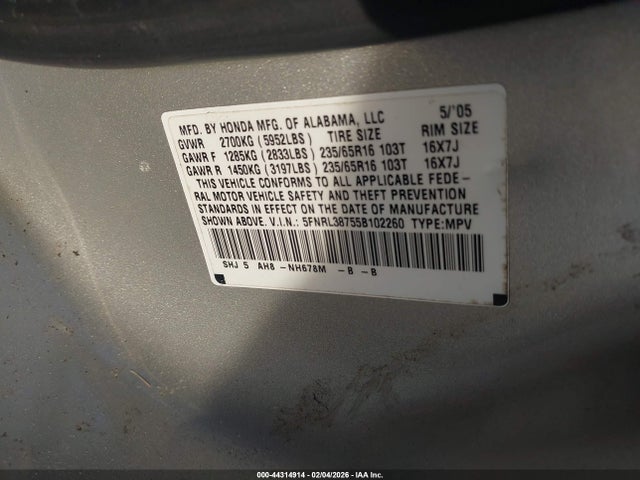 MFD. BY HONDA MFG. OF ALABAMA, LLC 5/'05
GVWR 2700KG (5952LBS) TIRE SIZE RIM SIZE
GAWR F 1285KG (2833LBS) 235/65R16 103T 16X7J
GAWR R 1450KG (3197LBS) 235/65R16 103T 16X7J
THIS VEHICLE CONFORMS TO ALL APPLICABLE FEDE-
RAL MOTOR VEHICLE SAFETY AND THEFT PREVENTION
STANDARDS IN EFFECT ON THE DATE OF MANUFACTURE
SHOWN ABOVE. V.I.N.: 5FNRL38755B102260 TYPE:MPV
SHJ 5 AH8 -NH678M -B -B
000-44314914 - 02/04/2026 - IAA Inc.